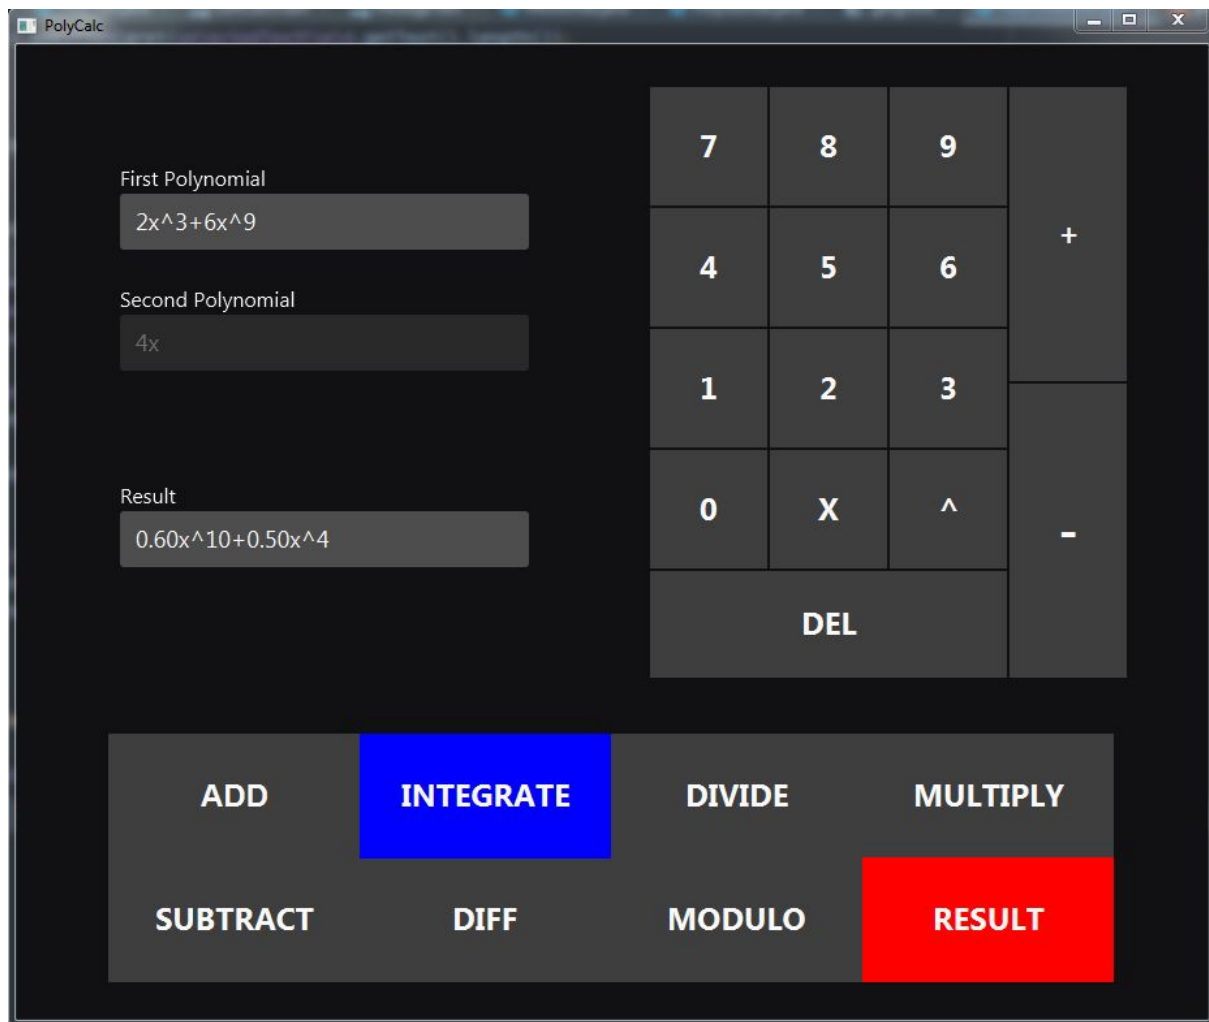 PolyCalc
First Polynomial
2x^3+6x^9
Second Polynomial
4x
Result
0.60x^10+0.50x^4
7 8 9
+
4 5 6
1 2 3
0 X ^
-
DEL
ADD INTEGRATE DIVIDE MULTIPLY
SUBTRACT DIFF MODULO RESULT